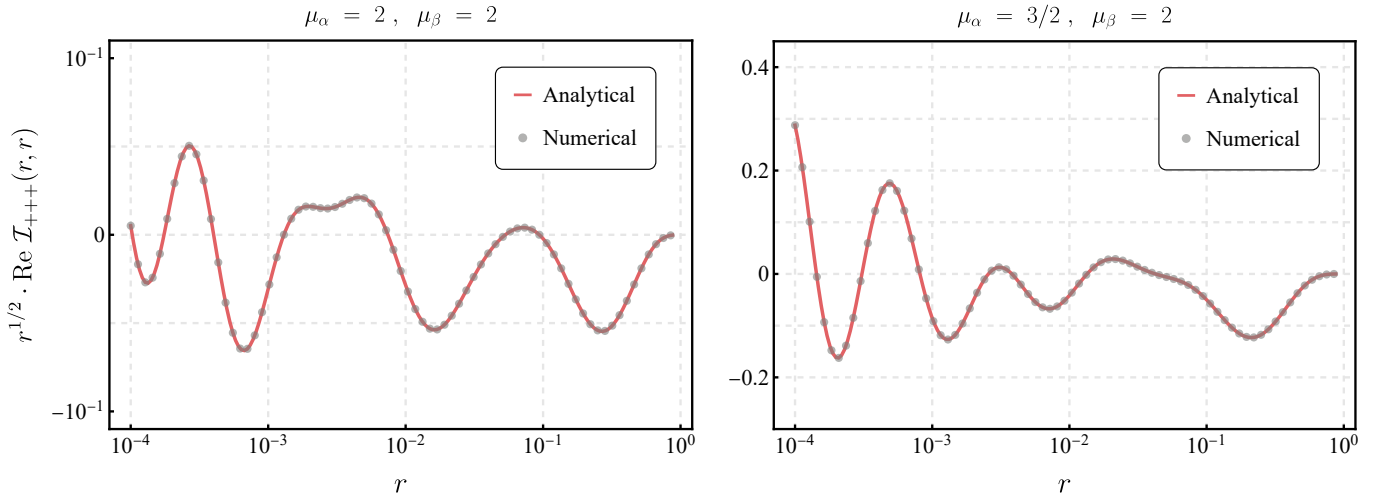 μ_α = 2 , μ_β = 2
r^{1/2} · Re 𝓘_{+++}(r, r)
10^{−1}
0
−10^{−1}
Analytical
Numerical
10^{−4} 10^{−3} 10^{−2} 10^{−1} 10^{0}
r
μ_α = 3/2 , μ_β = 2
0.4
0.2
0
−0.2
Analytical
Numerical
10^{−4} 10^{−3} 10^{−2} 10^{−1} 10^{0}
r